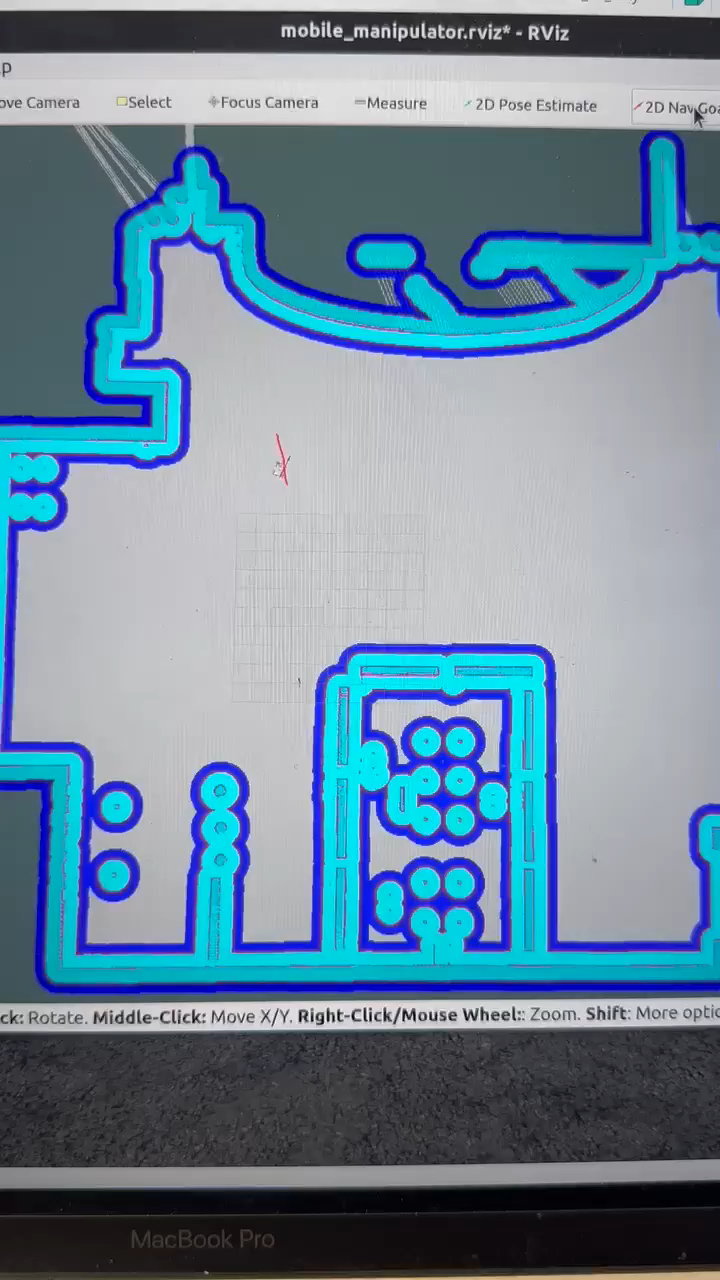 mobile_manipulator.rviz* - RViz
p
ove Camera Select Focus Camera Measure 2D Pose Estimate 2D Nav Goa
ck: Rotate. Middle-Click: Move X/Y. Right-Click/Mouse Wheel:: Zoom. Shift: More optio
MacBook Pro